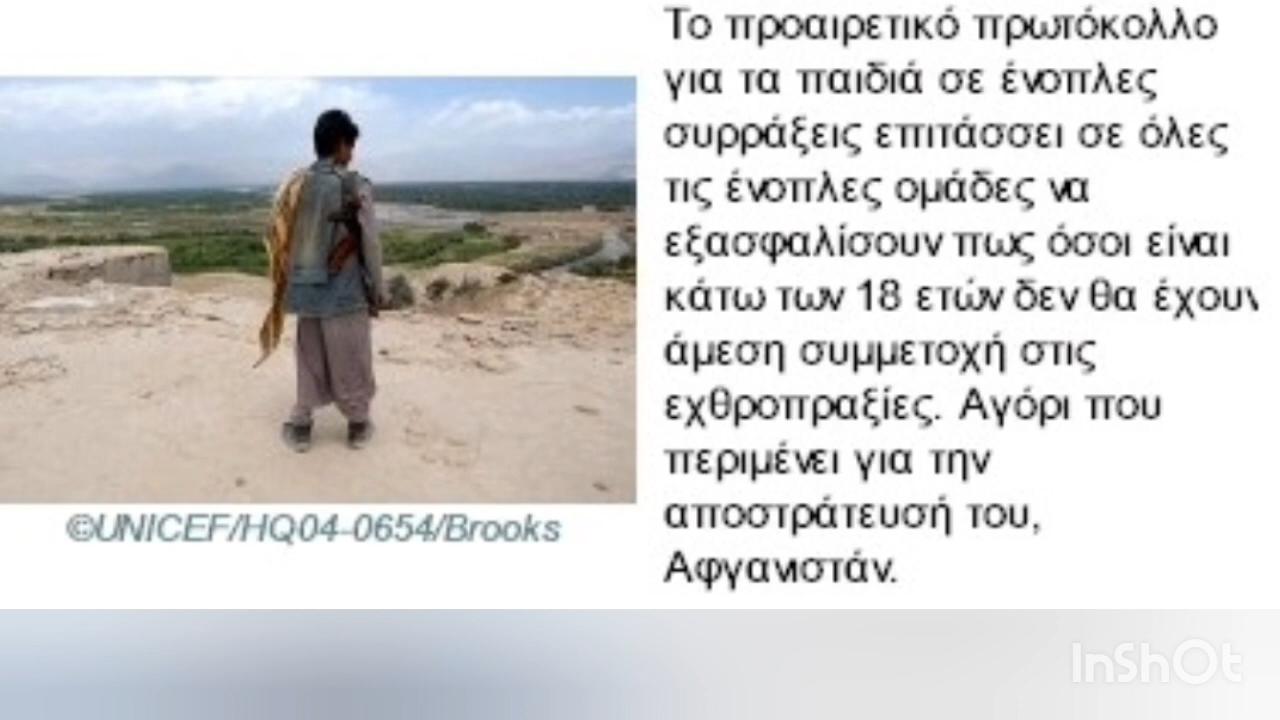 Το προαιρετικό πρωτόκολλο
για τα παιδιά σε ένοπλες
συρράξεις επιτάσσει σε όλες
τις ένοπλες ομάδες να
εξασφαλίσουν πως όσοι είναι
κάτω των 18 ετών δεν θα έχουν
άμεση συμμετοχή στις
εχθροπραξίες. Αγόρι που
περιμένει για την
αποστράτευσή του,
Αφγανιστάν.
©UNICEF/HQ04-0654/Brooks
InShOt